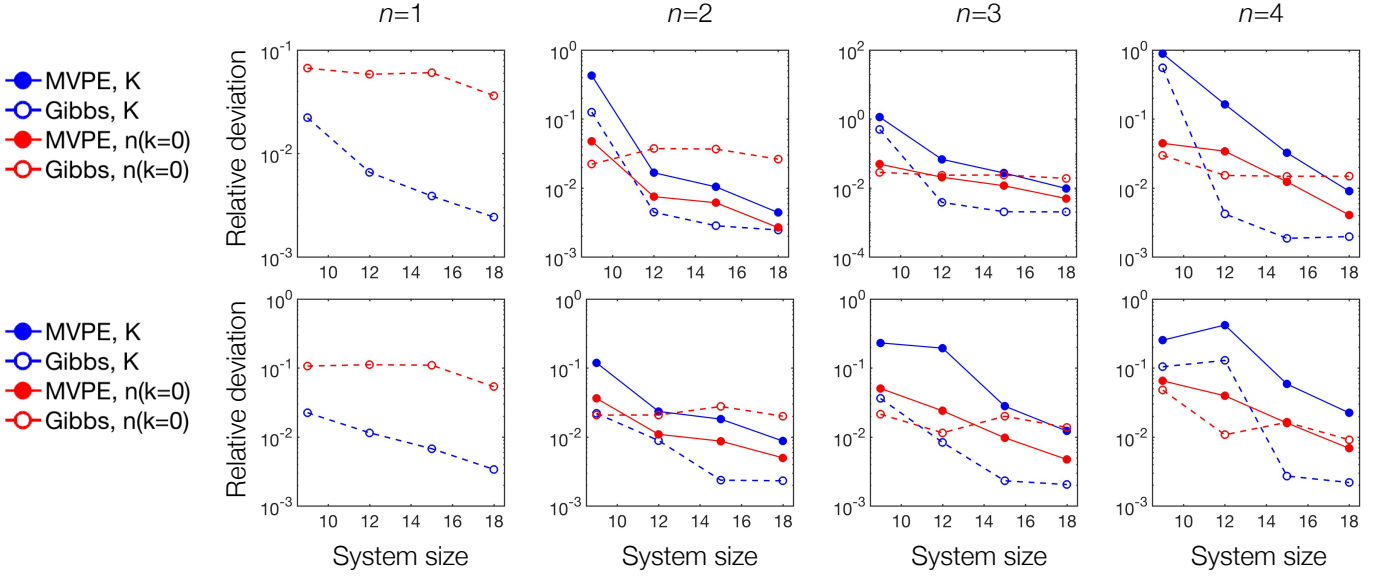 n=1 n=2 n=3 n=4
MVPE, K
Gibbs, K
MVPE, n(k=0)
Gibbs, n(k=0)
Relative deviation
10^-1
10^-2
10^-3
10 12 14 16 18
10^0
10^-1
10^-2
10^-3
10 12 14 16 18
10^2
10^0
10^-2
10^-4
10 12 14 16 18
10^0
10^-1
10^-2
10^-3
10 12 14 16 18
MVPE, K
Gibbs, K
MVPE, n(k=0)
Gibbs, n(k=0)
Relative deviation
10^0
10^-1
10^-2
10^-3
10 12 14 16 18
System size
10^0
10^-1
10^-2
10^-3
10 12 14 16 18
System size
10^0
10^-1
10^-2
10^-3
10 12 14 16 18
System size
10^0
10^-1
10^-2
10^-3
10 12 14 16 18
System size